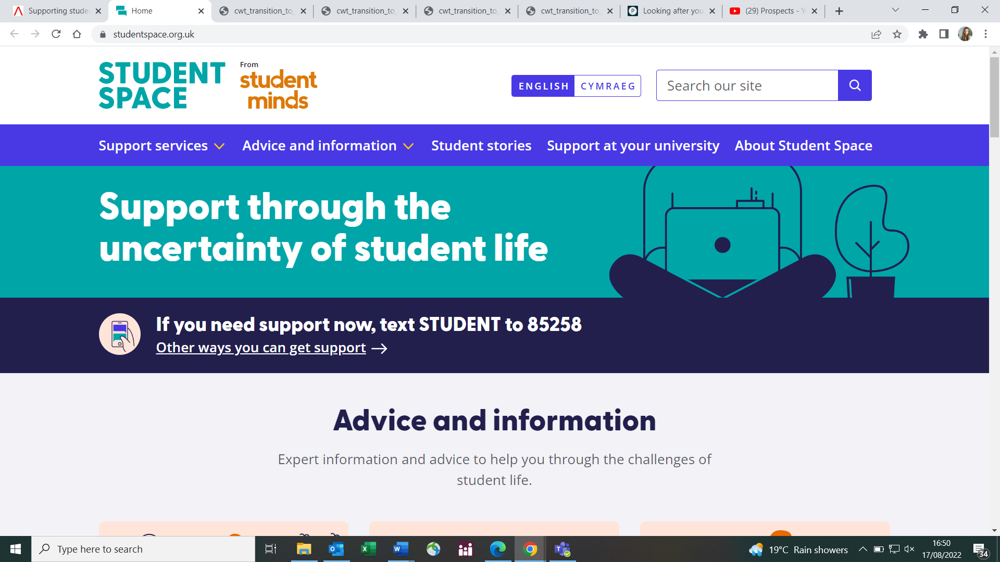 Supporting stude
Home
cwt_transition_to_
cwt_transition_to_
cwt_transition_to_
cwt_transition_to_
Looking after you
(29) Prospects - Y
studentspace.org.uk
STUDENT
SPACE
From
student
minds
ENGLISH
CYMRAEG
Search our site
Support services
Advice and information
Student stories
Support at your university
About Student Space
Support through the
uncertainty of student life
If you need support now, text STUDENT to 85258
Other ways you can get support
Advice and information
Expert information and advice to help you through the challenges of
student life.
Type here to search
19°C Rain showers
16:50
17/08/2022
34